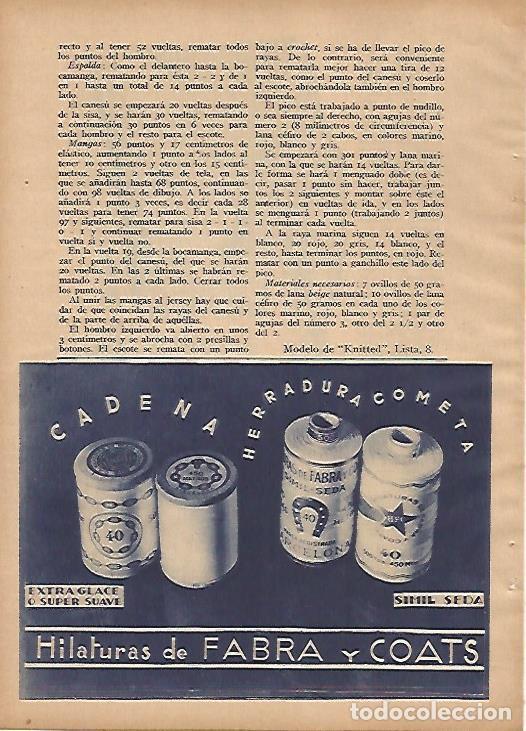 recto y al tener 52 vueltas, rematar todos
los puntos del hombro.
Espalda: Como el delantero hasta la bo-
camanga, rematando para ésta 2 - 2 y de 1
en 1 hasta un total de 14 puntos a cada
lado.
El canesú se empezará 20 vueltas después
de la sisa, y se harán 30 vueltas, rematando
a continuación 30 puntos en 6 veces para
cada hombro y el resto para el escote.
Mangas: 56 puntos y 17 centímetros de
elástico, aumentando 1 punto a los lados al
tener 10 centímetros y otro en los 15 centí-
metros. Siguen 2 vueltas de tela, en las
que se añadirán hasta 68 puntos, continuan-
do con 98 vueltas de dibujo. A los lados se
añadirá 1 punto 3 veces, es decir cada 28
vueltas para tener 74 puntos. En la vuelta
97 y siguientes, rematar para sisa 2 - 1 - 1
0 - 1 y continuar rematando 1 punto en
vuelta sí y vuelta no.
En la vuelta 19, desde la bocamanga, empe-
zar el punto del canesú, del que se harán
20 vueltas. En las 2 últimas se habrán re-
matado 2 puntos a cada lado. Cerrar todos
los puntos.
Al unir las mangas al jersey hay que cui-
dar de que coincidan las rayas del canesú y
de la parte de arriba de aquéllas.
El hombro izquierdo va abierto en unos
3 centímetros y se abrocha con 2 presillas y
botones. El escote se remata con un punto
bajo a crochet, si se ha de llevar el pico de
rayas. De lo contrario, será conveniente
para rematarla mejor hacer una tira de 12
vueltas, como el punto del canesú y coserlo
al escote, abrochándola también en el hombro
izquierdo.
El pico está trabajado a punto de nudillo,
o sea siempre al derecho, con agujas del nú-
mero 2 (8 milímetros de circunferencia) y
lana céfiro de 2 cabos, en colores marino,
rojo, blanco y gris.
Se empezará con 301 puntos y lana mari-
na, con la que se harán 14 vueltas. Para dar-
le forma se hará 1 menguado doble (es de-
cir, pasar 1 punto sin hacer, trabajar jun-
tos los 2 siguientes y montar sobre éste el
anterior) en vueltas de ida, y en los lados
se menguará 1 punto (trabajando 2 juntos)
al terminar cada vuelta.
A la raya marina siguen 14 vueltas en
blanco, 20 rojo, 20 gris, 14 blanco, y el
resto, hasta terminar los puntos, en rojo. Re-
matar con un punto a ganchillo este lado del
pico.
Materiales necesarios: 7 ovillos de 50 gra-
mos de lana beige natural; 10 ovillos de lana
céfiro de 50 gramos en cada uno de los co-
lores marino, rojo, blanco y gris; 1 par de
agujas del número 3, otro del 2 1/2 y otro
del 2.
Modelo de "Knitted", Lista, 8.
CADENA
HERRADURA COMETA
40
450
40
FABRA
SIMIL SEDA
40
40
EXTRA GLACE
O SUPER SUAVE
SIMIL SEDA
Hilaturas de FABRA Y COATS
todocoleccion